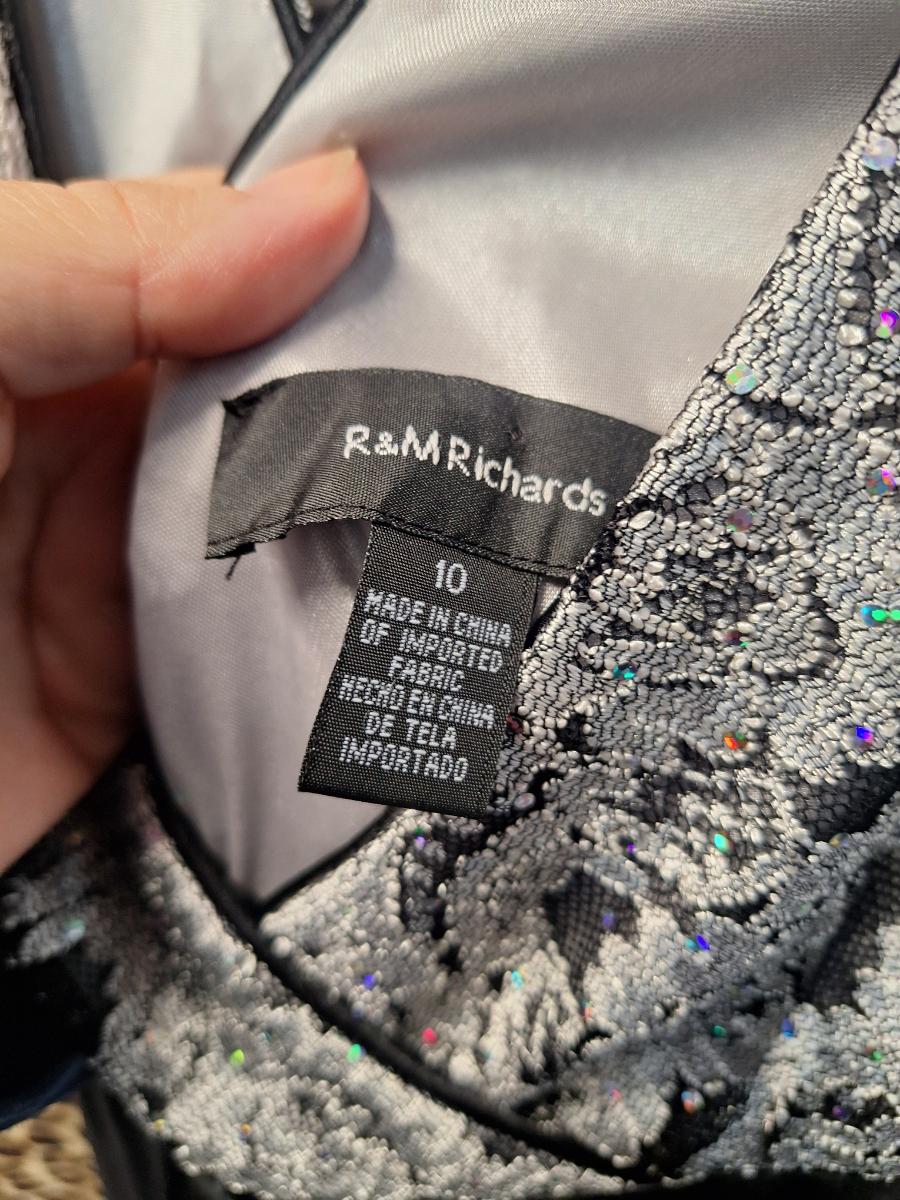 R&M Richards
10
MADE IN CHINA
OF IMPORTED
FABRIC
HECHO EN CHINA
DE TELA
IMPORTADO